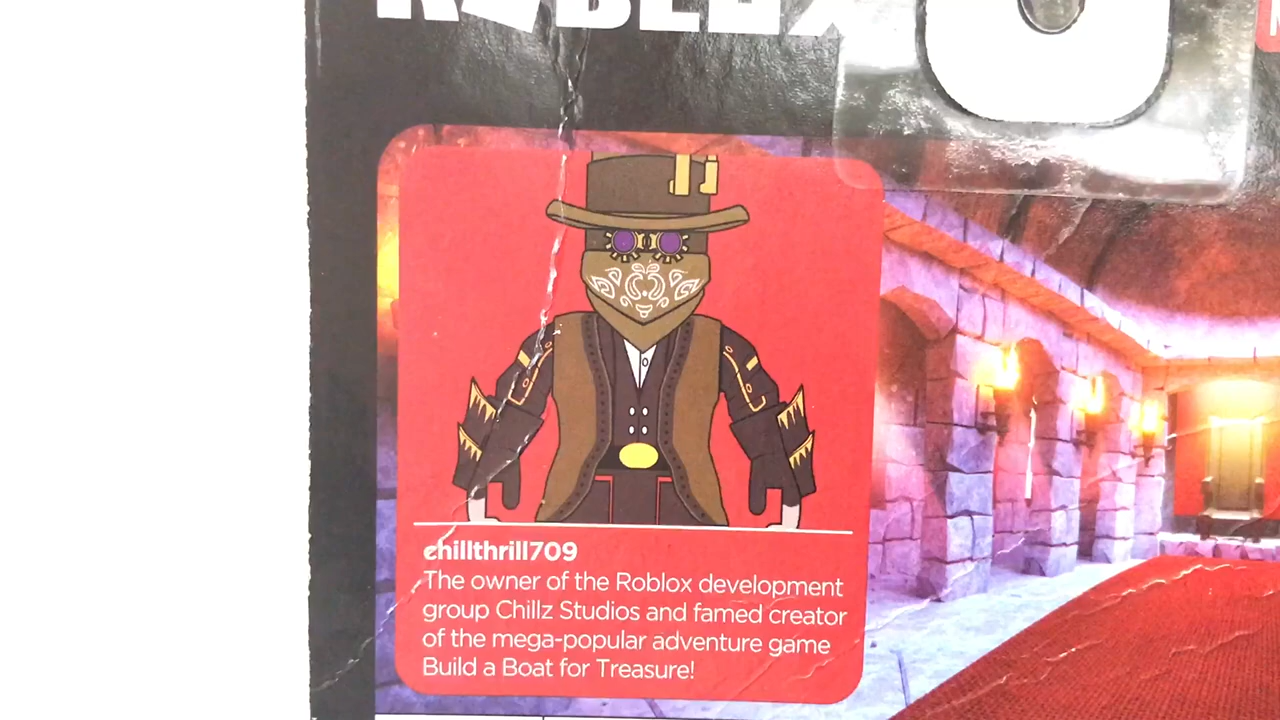 ROBLOX
chillthrill709
The owner of the Roblox development
group Chillz Studios and famed creator
of the mega-popular adventure game
Build a Boat for Treasure!